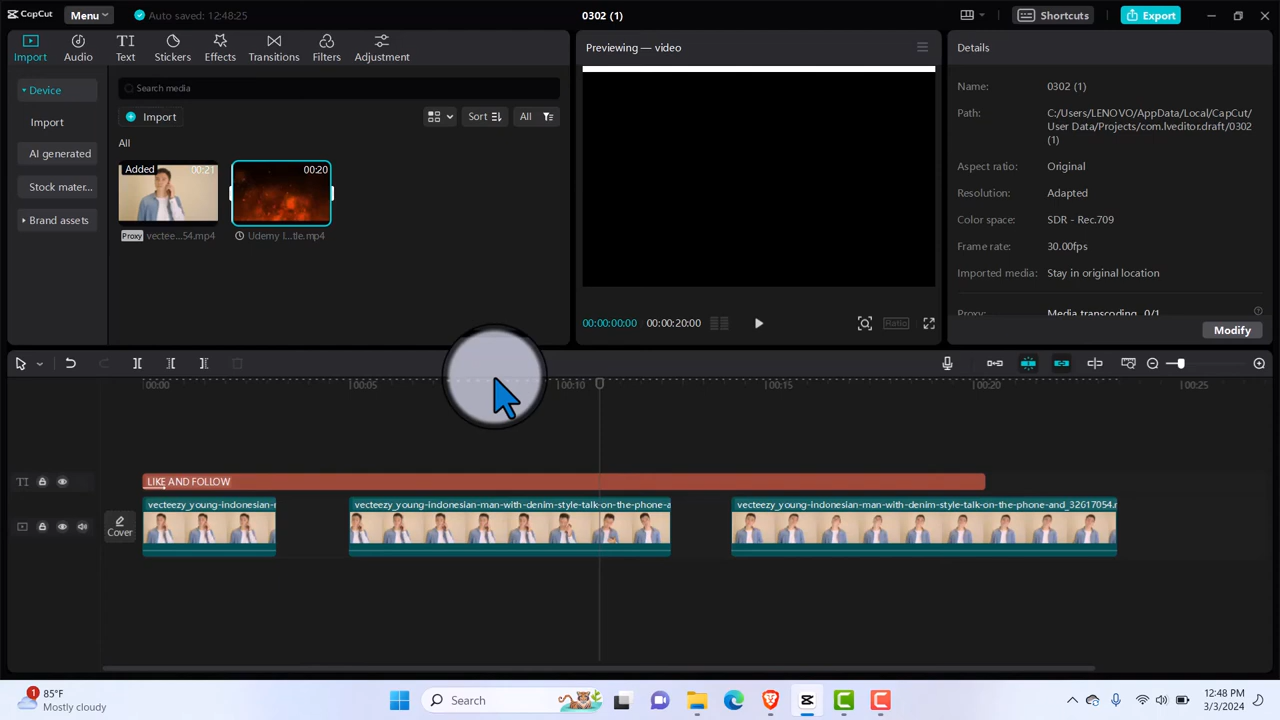 CapCut
Menu
Auto saved: 12:48:25
0302 (1)
Shortcuts
Export
Import
Audio
Text
Stickers
Effects
Transitions
Filters
Adjustment
Device
Import
AI generated
Stock mater...
Brand assets
Search media
Import
Sort
All
All
Added
00:21
Proxy
vectee...54.mp4
00:20
Udemy I...tle.mp4
Previewing — video
00:00:00:00
00:00:20:00
Ratio
Details
Name:
0302 (1)
Path:
C:/Users/LENOVO/AppData/Local/CapCut/
User Data/Projects/com.lveditor.draft/0302
(1)
Aspect ratio:
Original
Resolution:
Adapted
Color space:
SDR - Rec.709
Frame rate:
30.00fps
Imported media:
Stay in original location
Proxy:
Media transcoding 0/1
Modify
00:00
00:05
00:10
00:15
00:20
00:25
TI
LIKE AND FOLLOW
Cover
vecteezy_young-indonesian-r
vecteezy_young-indonesian-man-with-denim-style-talk-on-the-phone-a
vecteezy_young-indonesian-man-with-denim-style-talk-on-the-phone-and_32617054.r
1
85°F
Mostly cloudy
Search
12:48 PM
3/3/2024